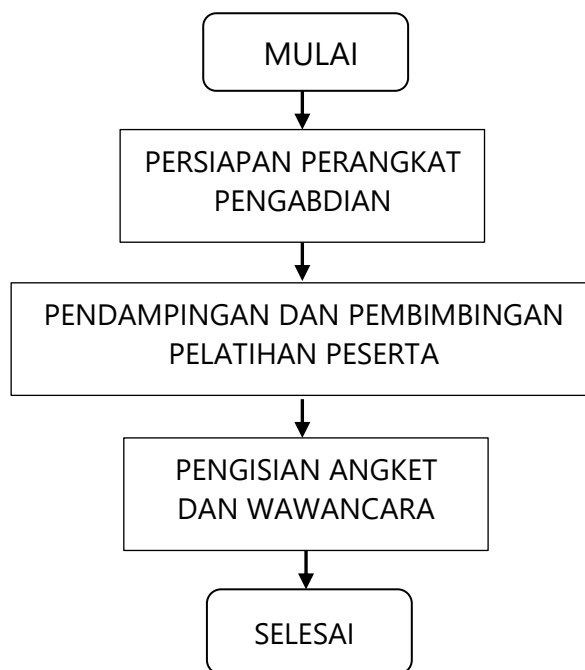 MULAI
PERSIAPAN PERANGKAT
PENGABDIAN
PENDAMPINGAN DAN PEMBIMBINGAN
PELATIHAN PESERTA
PENGISIAN ANGKET
DAN WAWANCARA
SELESAI